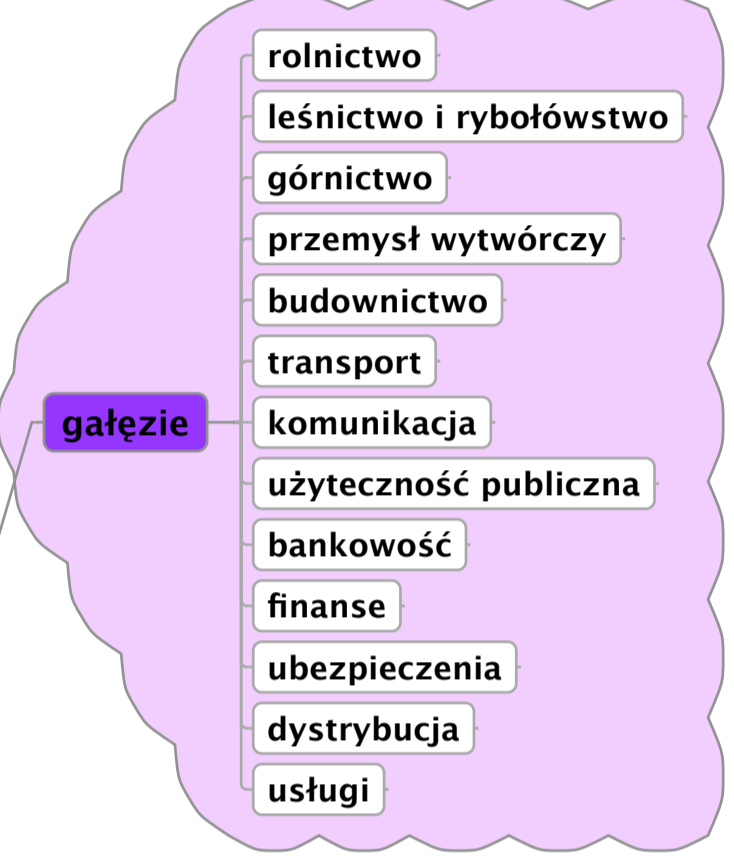 rolnictwo
leśnictwo i rybołówstwo
górnictwo
przemysł wytwórczy
budownictwo
transport
gałęzie
komunikacja
użyteczność publiczna
bankowość
finanse
ubezpieczenia
dystrybucja
usługi